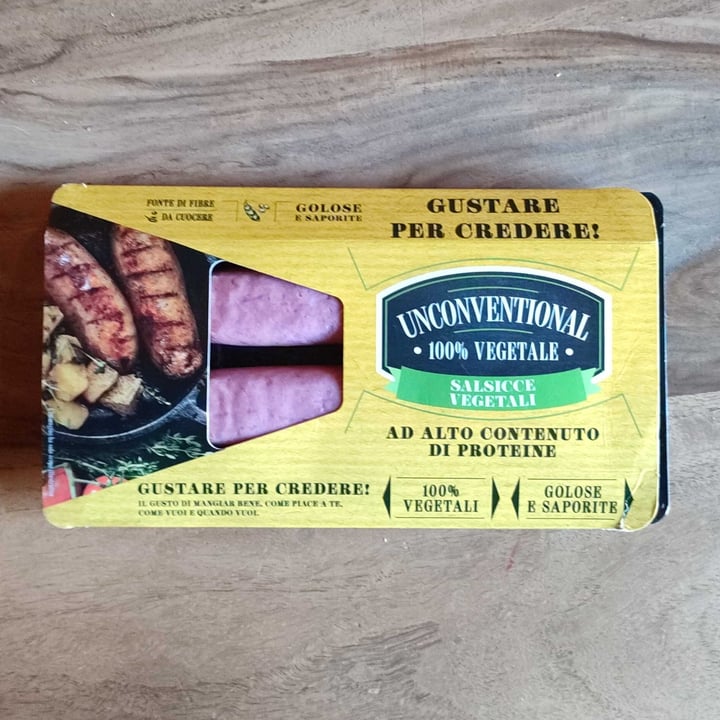 FONTE DI FIBRE
DA CUOCERE
GOLOSE
E SAPORITE
GUSTARE
PER CREDERE!
UNCONVENTIONAL
• 100% VEGETALE •
SALSICCE
VEGETALI
AD ALTO CONTENUTO
DI PROTEINE
GUSTARE PER CREDERE!
IL GUSTO DI MANGIAR BENE, COME PIACE A TE,
COME VUOI E QUANDO VUOI.
100%
VEGETALI
GOLOSE
E SAPORITE